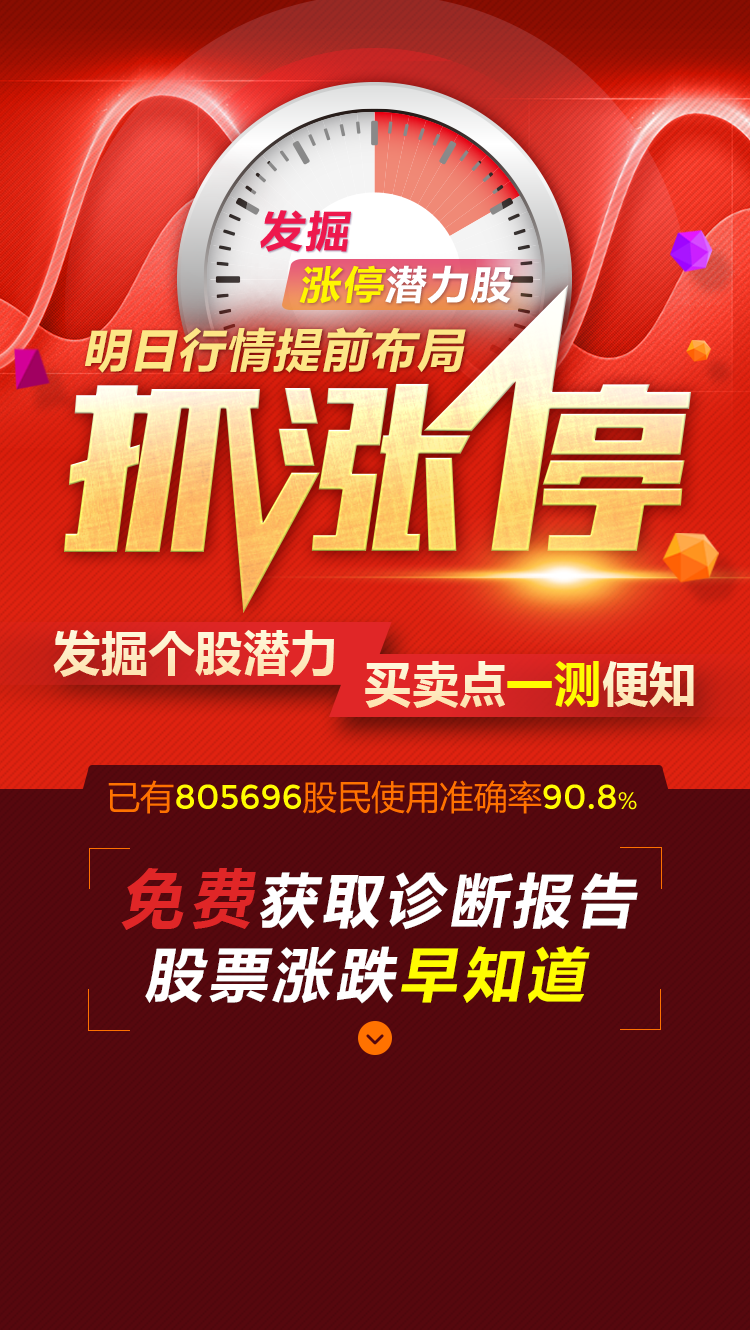 发掘
涨停潜力股
明日行情提前布局
抓涨停
发掘个股潜力
买卖点一测便知
已有805696股民使用准确率90.8%
免费获取诊断报告
股票涨跌早知道